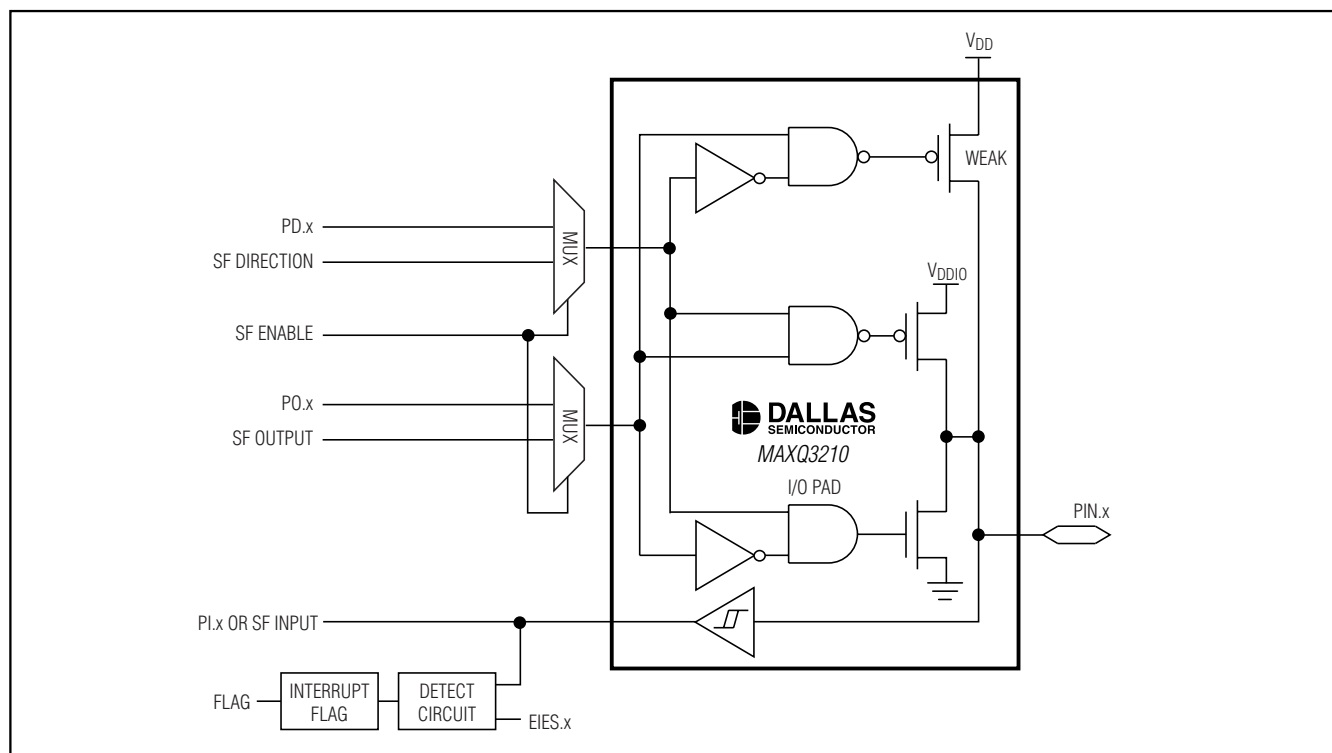 VDD
WEAK
PD.x
MUX
SF DIRECTION
VDDIO
SF ENABLE
PO.x
MUX
SF OUTPUT
DALLAS
SEMICONDUCTOR
MAXQ3210
I/O PAD
PIN.x
PI.x OR SF INPUT
FLAG
INTERRUPT
FLAG
DETECT
CIRCUIT
EIES.x